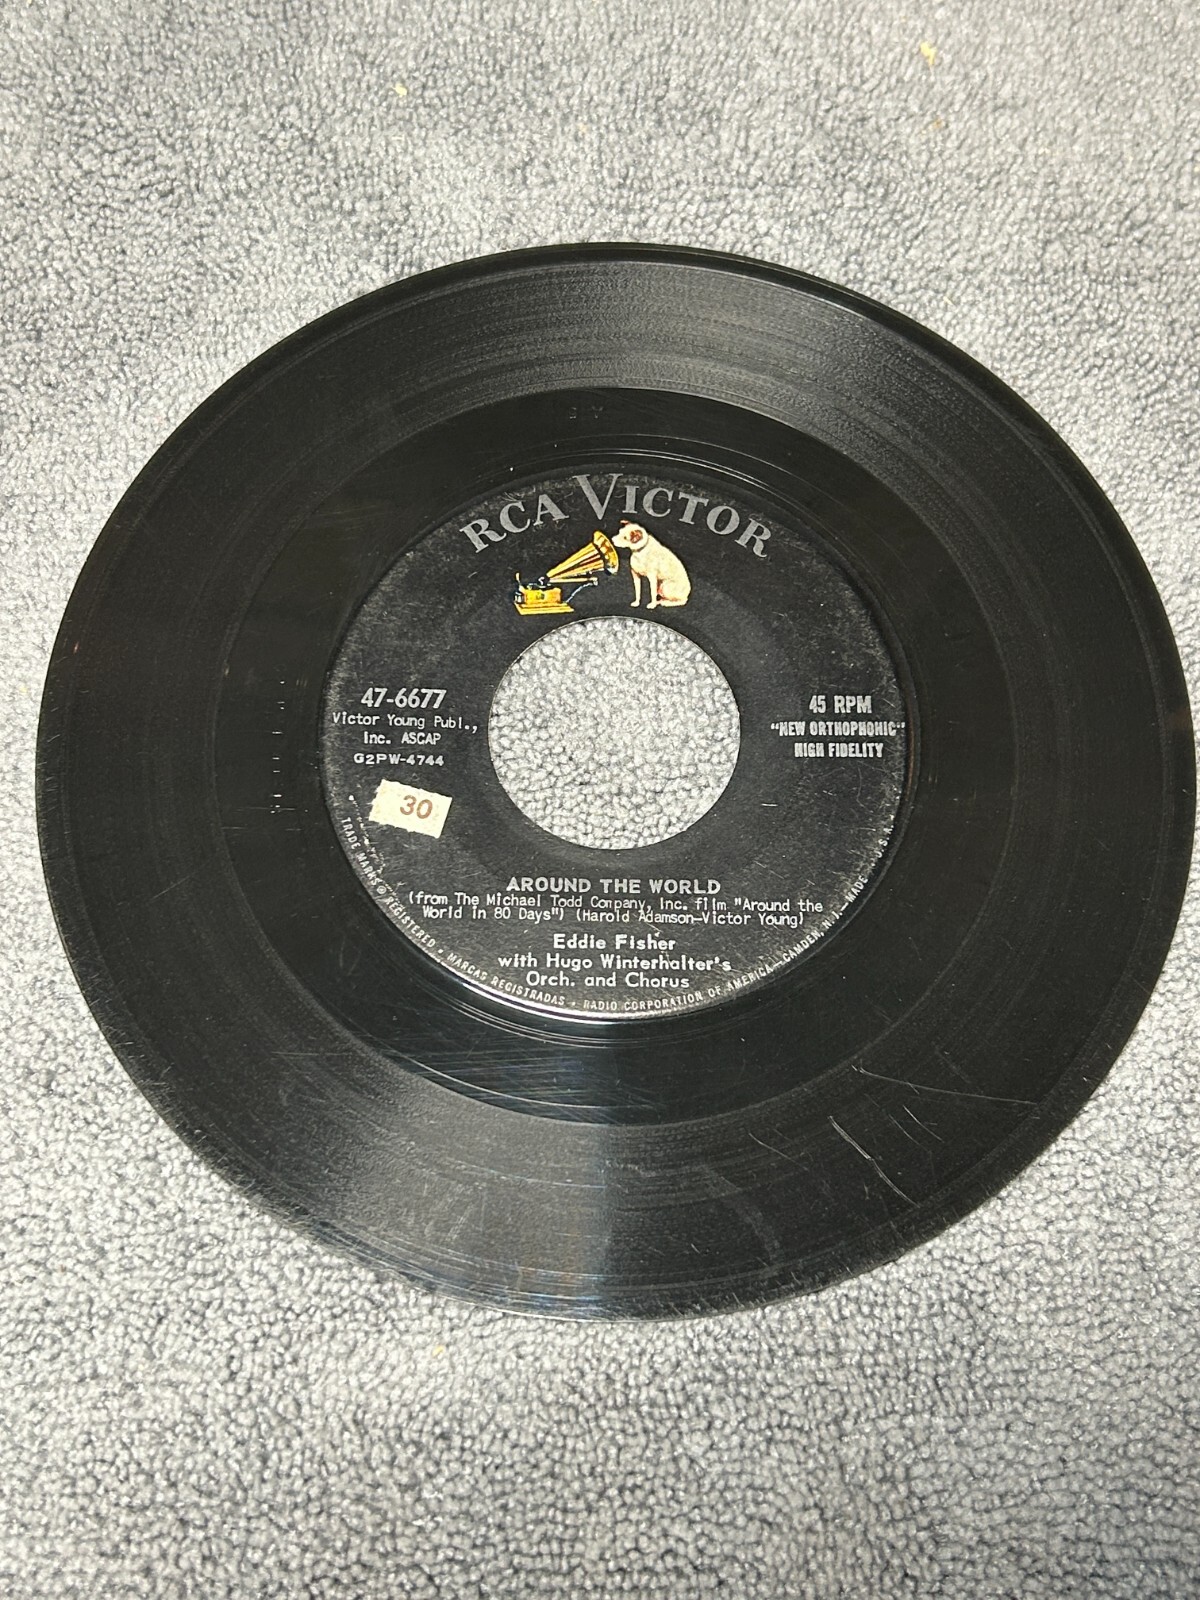 RCA VICTOR
47-6677
Victor Young Publ.,
Inc. ASCAP
G2PW-4744
30
45 RPM
"NEW ORTHOPHONIC"
HIGH FIDELITY
AROUND THE WORLD
(from The Michael Todd Company, Inc. film "Around the
World in 80 Days") (Harold Adamson-Victor Young)
Eddie Fisher
with Hugo Winterhalter's
Orch. and Chorus
TRADE MARKS ® REGISTERED • MARCAS REGISTRADAS • RADIO CORPORATION OF AMERICA—CAMDEN, N. J.—MADE U.S.A.